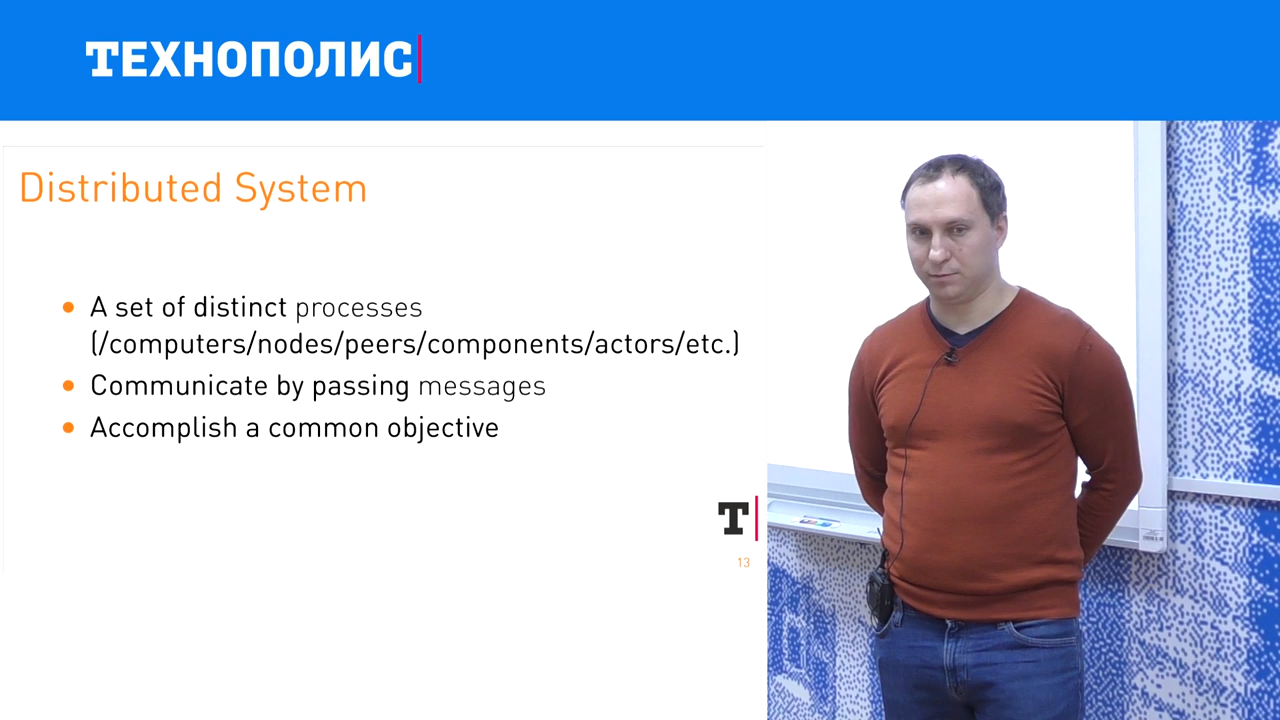 ТЕХНОПОЛИС
Distributed System
• A set of distinct processes
(/computers/nodes/peers/components/actors/etc.)
• Communicate by passing messages
• Accomplish a common objective
Т
13